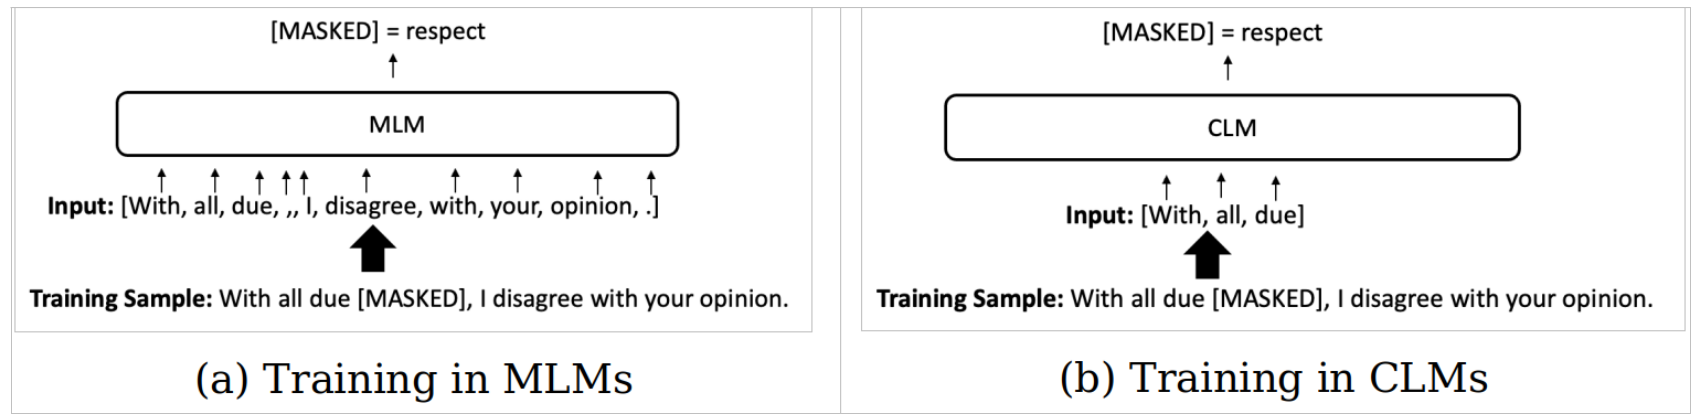 [MASKED] = respect
MLM
Input: [With, all, due, ,, I, disagree, with, your, opinion, .]
Training Sample: With all due [MASKED], I disagree with your opinion.
(a) Training in MLMs
[MASKED] = respect
CLM
Input: [With, all, due]
Training Sample: With all due [MASKED], I disagree with your opinion.
(b) Training in CLMs